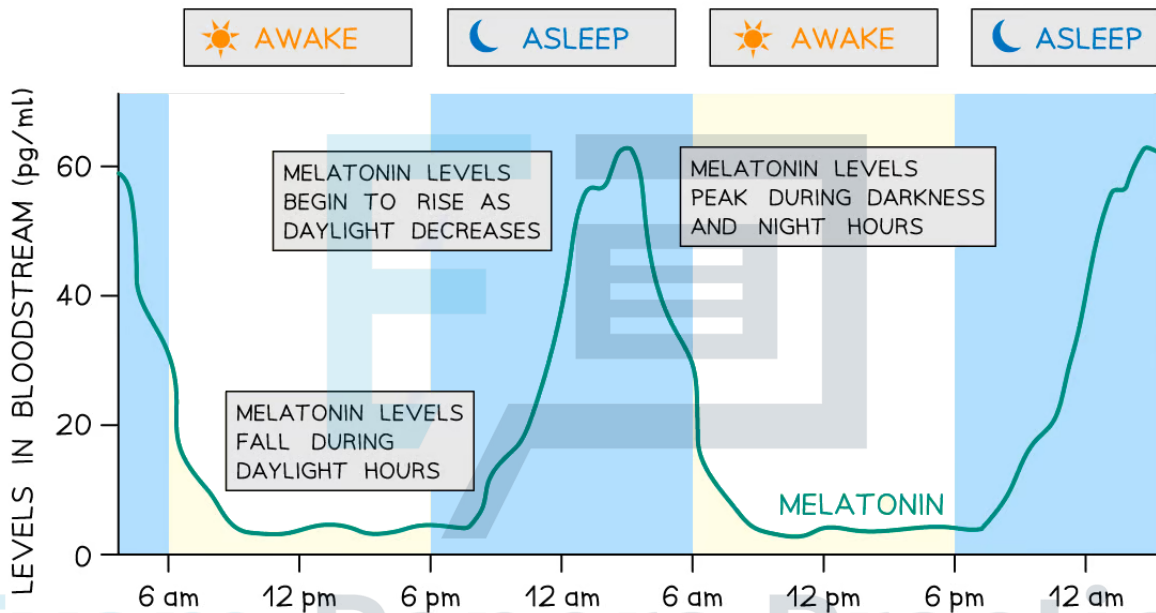 AWAKE
ASLEEP
AWAKE
ASLEEP
LEVELS IN BLOODSTREAM (pg/ml)
60
40
20
0
MELATONIN LEVELS
BEGIN TO RISE AS
DAYLIGHT DECREASES
MELATONIN LEVELS
PEAK DURING DARKNESS
AND NIGHT HOURS
MELATONIN LEVELS
FALL DURING
DAYLIGHT HOURS
MELATONIN
6 am
12 pm
6 pm
12 am
6 am
12 pm
6 pm
12 am